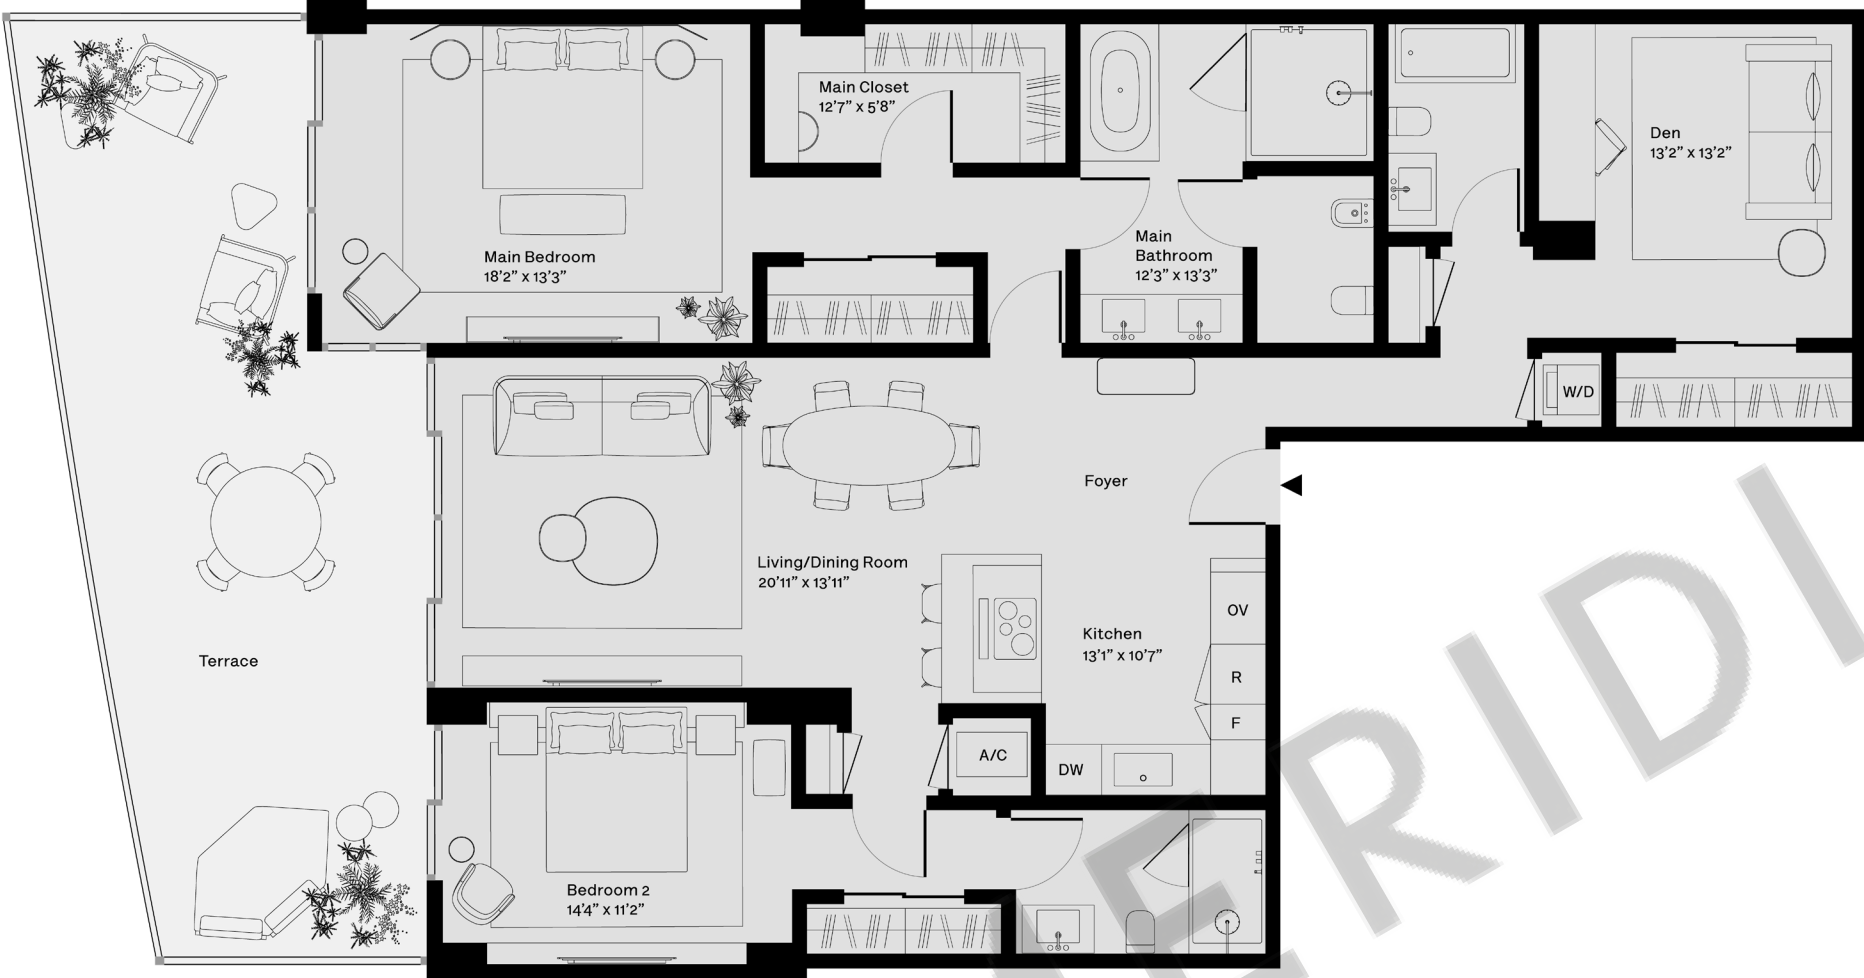 Main Closet
12’7” x 5’8”
Den
13’2” x 13’2”
Main Bedroom
18’2” x 13’3”
Main
Bathroom
12’3” x 13’3”
W/D
Foyer
Living/Dining Room
20’11” x 13’11”
OV
Kitchen
13’1” x 10’7”
Terrace
R
F
A/C
DW
Bedroom 2
14’4” x 11’2”
ERIDI